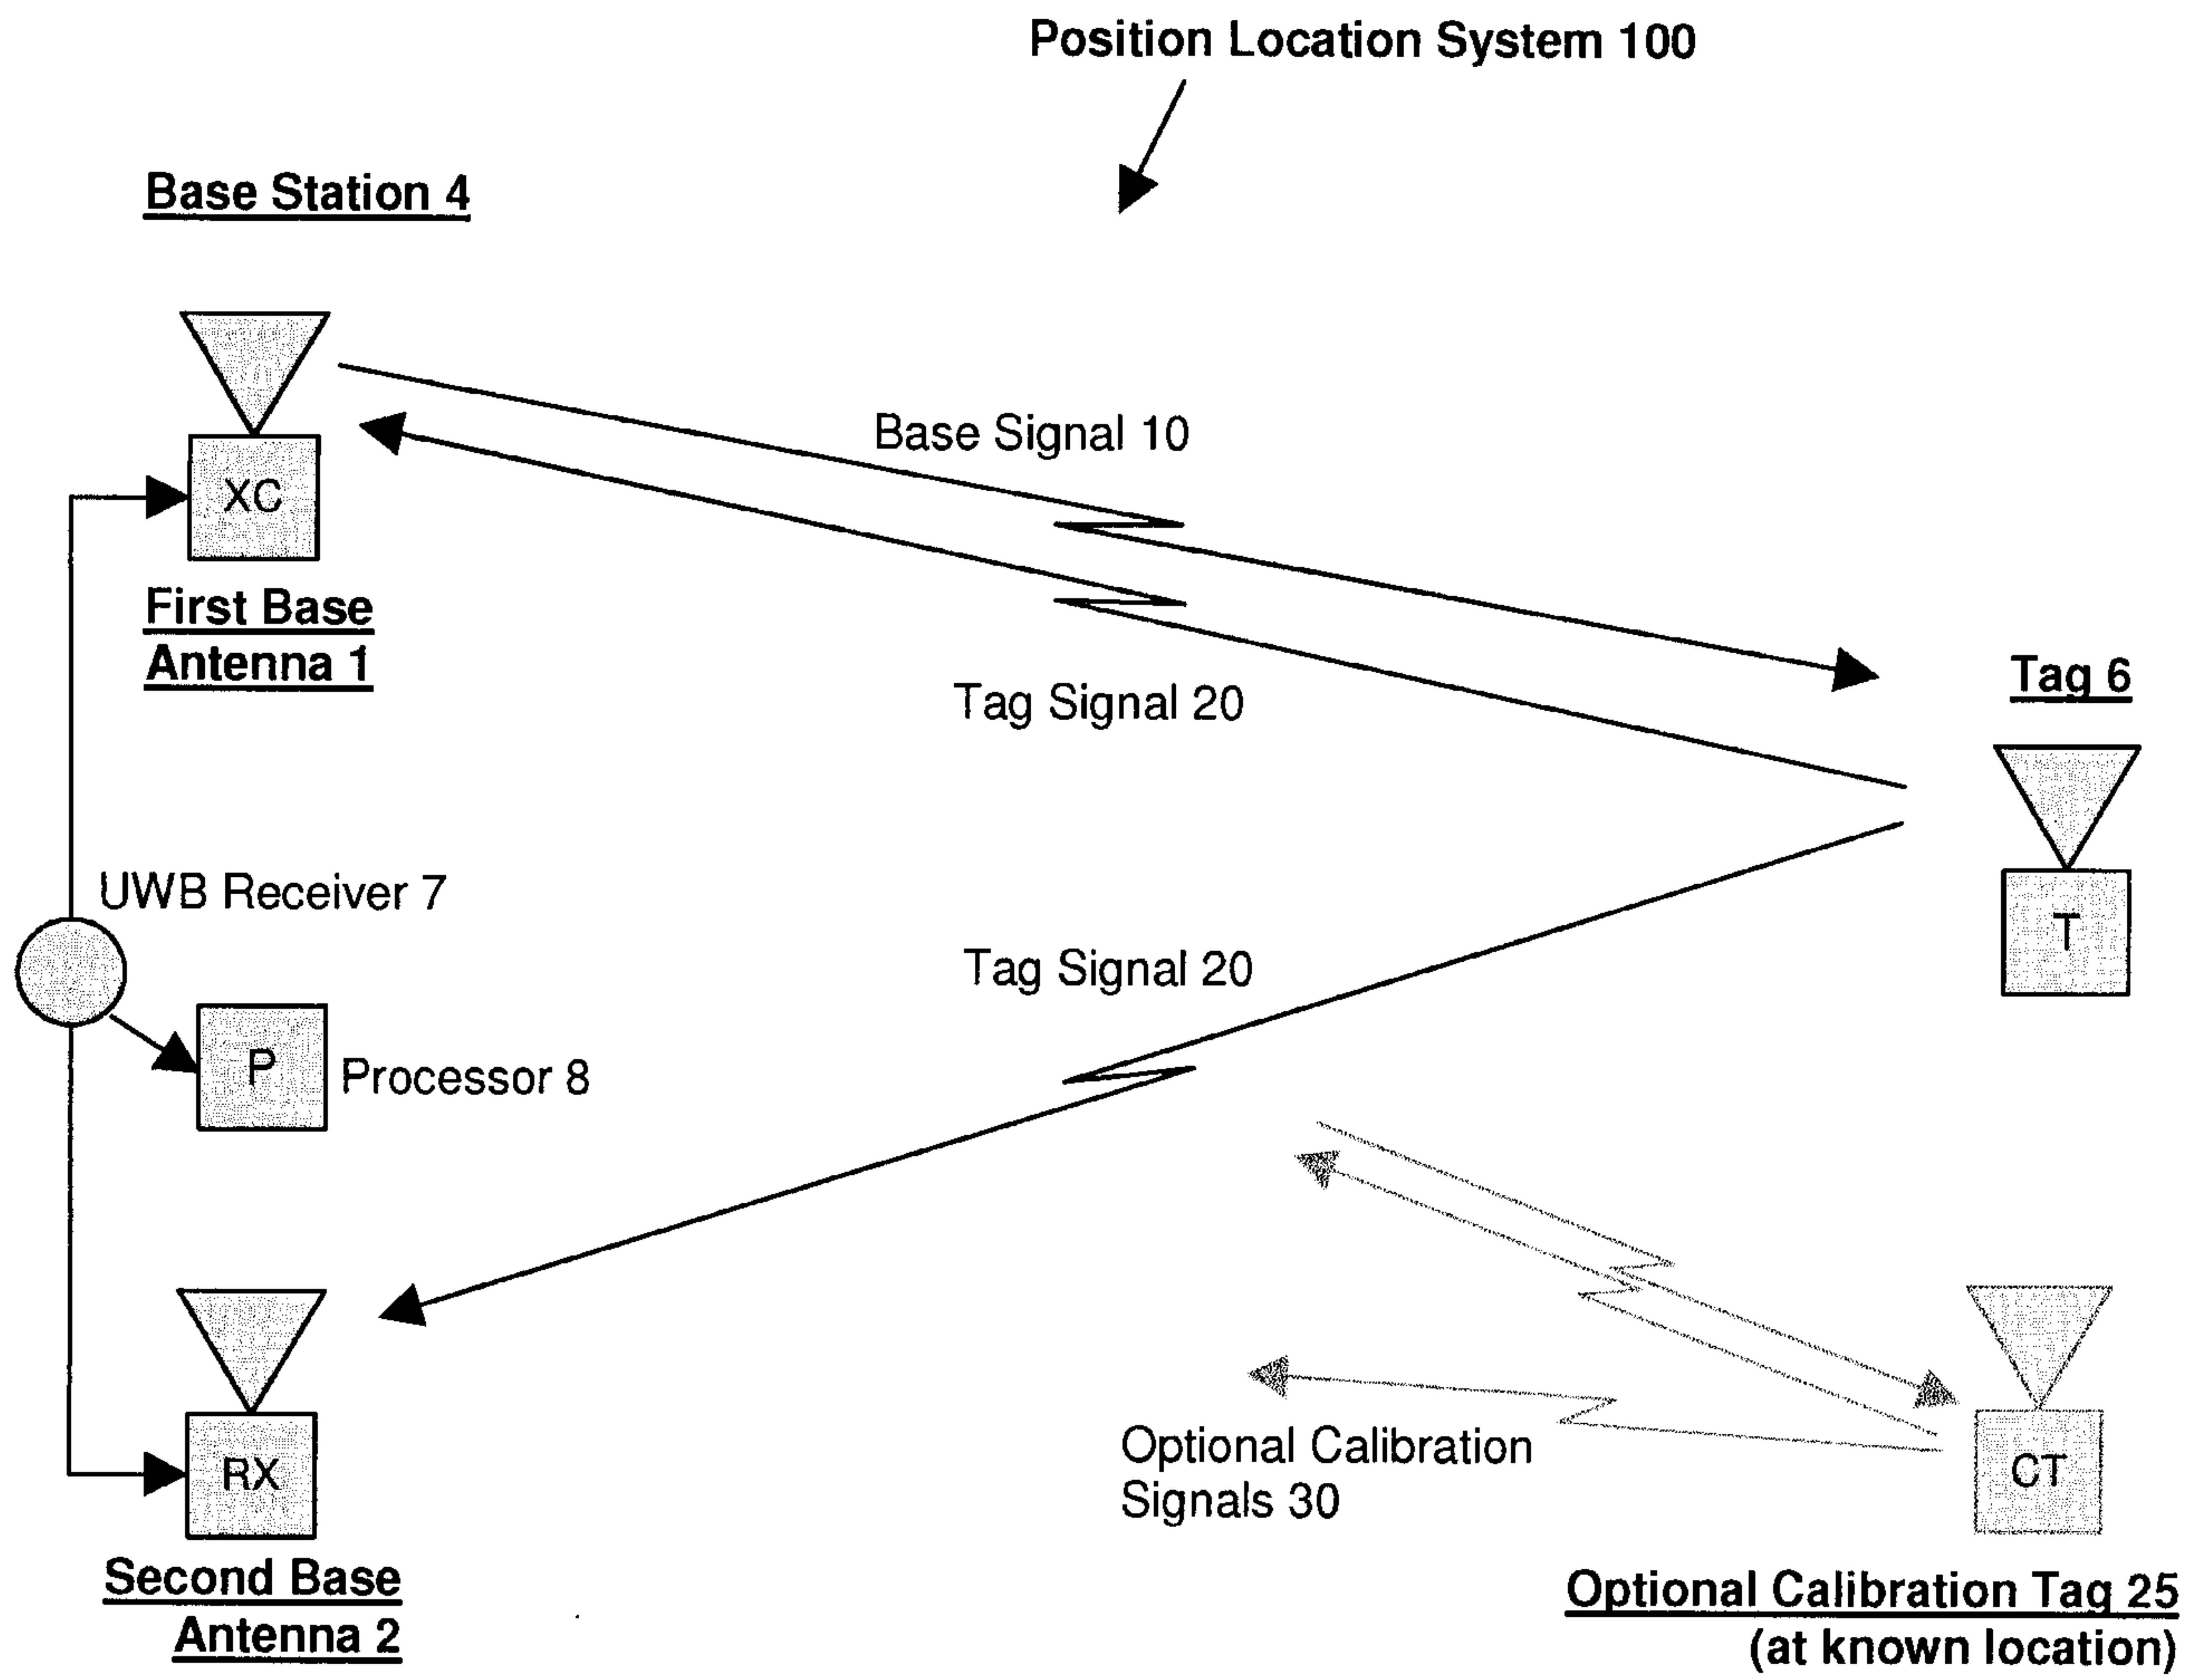 Position Location System 100
Base Station 4
XC
First Base
Antenna 1
Base Signal 10
Tag Signal 20
Tag 6
T
UWB Receiver 7
Tag Signal 20
P
Processor 8
RX
Second Base
Antenna 2
Optional Calibration
Signals 30
CT
Optional Calibration Tag 25
(at known location)